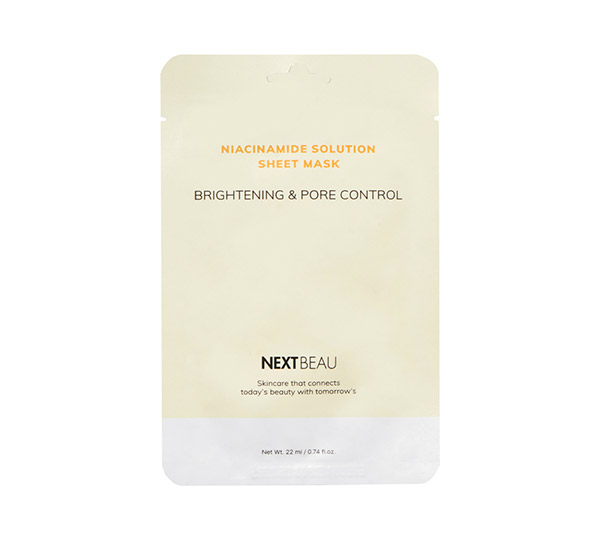 NIACINAMIDE SOLUTION
SHEET MASK
BRIGHTENING & PORE CONTROL
NEXTBEAU
Skincare that connects
today's beauty with tomorrow's
Net Wt. 22 ml / 0.74 fl.oz.